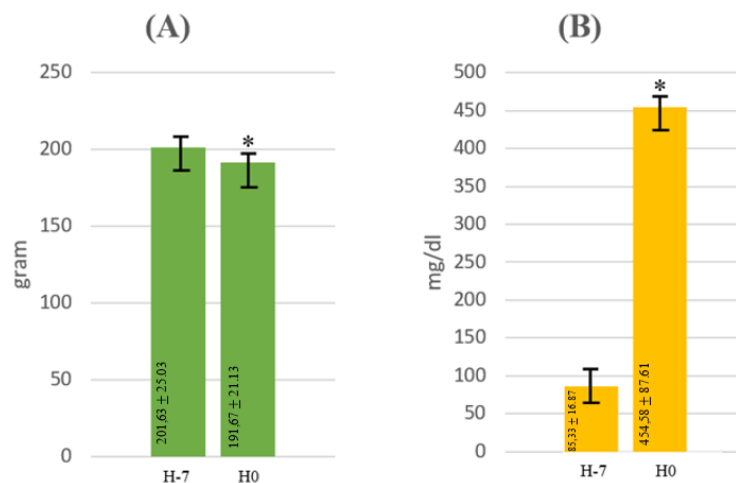 (A)
250
200
150
100
50
0
gram
*
201,63 ± 25.03
191,67 ± 21.13
H-7
H0
(B)
500
450
400
350
300
250
200
150
100
50
0
mg/dl
*
85,33 ± 16.87
454,58 ± 87.61
H-7
H0